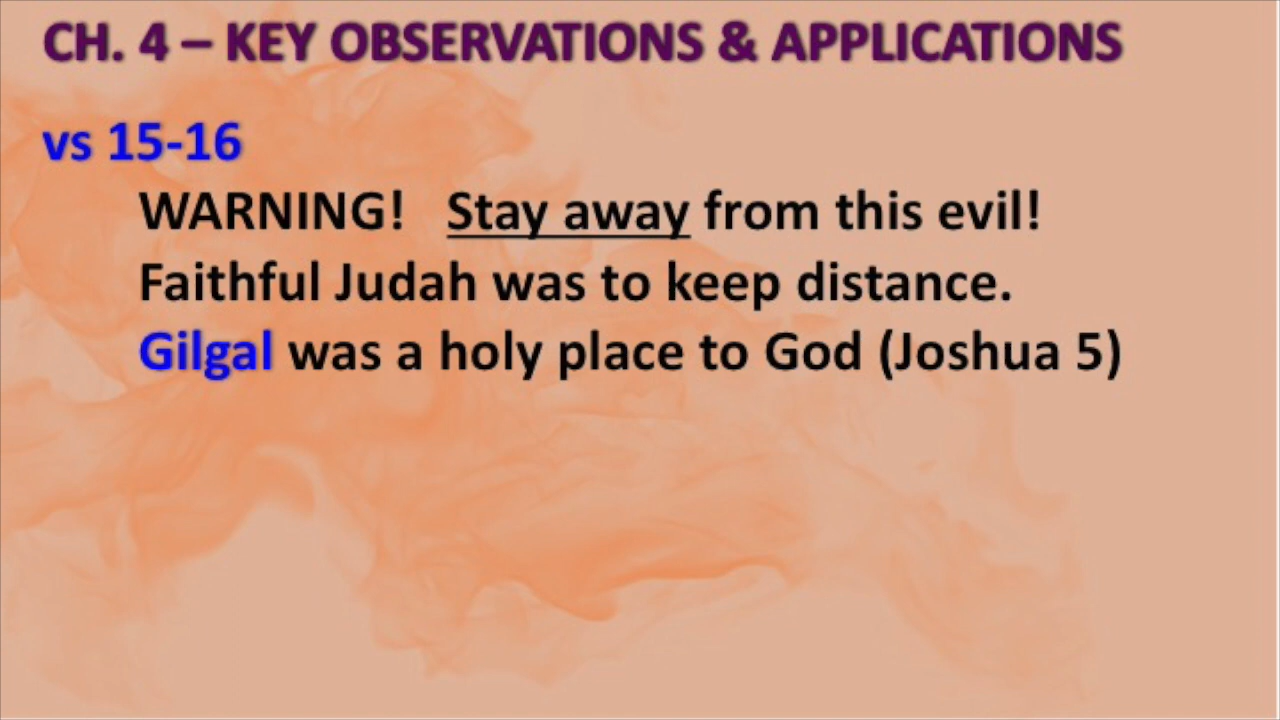 CH. 4 – KEY OBSERVATIONS & APPLICATIONS
vs 15-16
WARNING! Stay away from this evil!
Faithful Judah was to keep distance.
Gilgal was a holy place to God (Joshua 5)